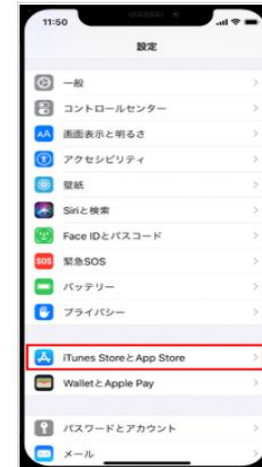 11:50
設定
一般
コントロールセンター
AA 画面表示と明るさ
アクセシビリティ
壁紙
Siriと検索
Face IDとパスコード
SOS 緊急SOS
バッテリー
プライバシー
iTunes StoreとApp Store
WalletとApple Pay
パスワードとアカウント
メール